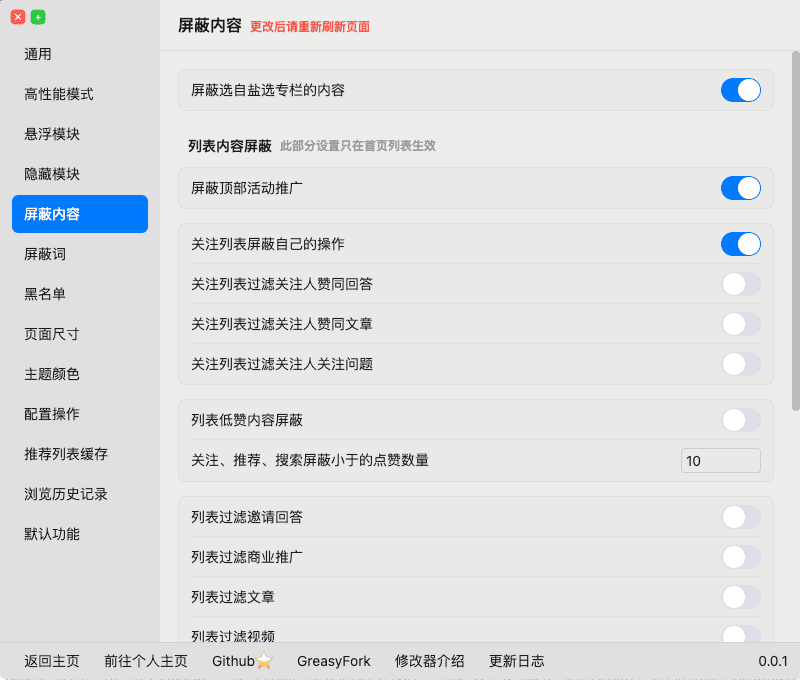 屏蔽内容 更改后请重新刷新页面
通用
高性能模式
悬浮模块
隐藏模块
屏蔽内容
屏蔽词
黑名单
页面尺寸
主题颜色
配置操作
推荐列表缓存
浏览历史记录
默认功能
屏蔽选自盐选专栏的内容
列表内容屏蔽 此部分设置只在首页列表生效
屏蔽顶部活动推广
关注列表屏蔽自己的操作
关注列表过滤关注人赞同回答
关注列表过滤关注人赞同文章
关注列表过滤关注人关注问题
列表低赞内容屏蔽
关注、推荐、搜索屏蔽小于的点赞数量 10
列表过滤邀请回答
列表过滤商业推广
列表过滤文章
列表过滤视频
返回主页 前往个人主页 Github⭐ GreasyFork 修改器介绍 更新日志 0.0.1